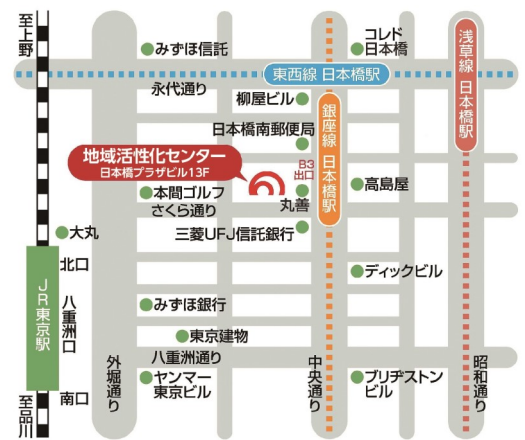 至上野
みずほ信託
コレド
日本橋
浅草線 日本橋駅
東西線 日本橋駅
永代通り
柳屋ビル
銀座線 日本橋駅
日本橋南郵便局
地域活性化センター
日本橋プラザビル13F
B3
出口
本間ゴルフ
さくら通り
丸善
高島屋
大丸
三菱UFJ信託銀行
北口
ディックビル
JR東京駅
八重洲口
みずほ銀行
東京建物
八重洲通り
外堀通り
中央通り
昭和通り
ヤンマー
東京ビル
ブリヂストン
ビル
南口
至品川